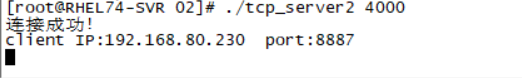 [root@RHEL74-SVR 02]# ./tcp_server2 4000
连接成功!
client IP:192.168.80.230  port:8887